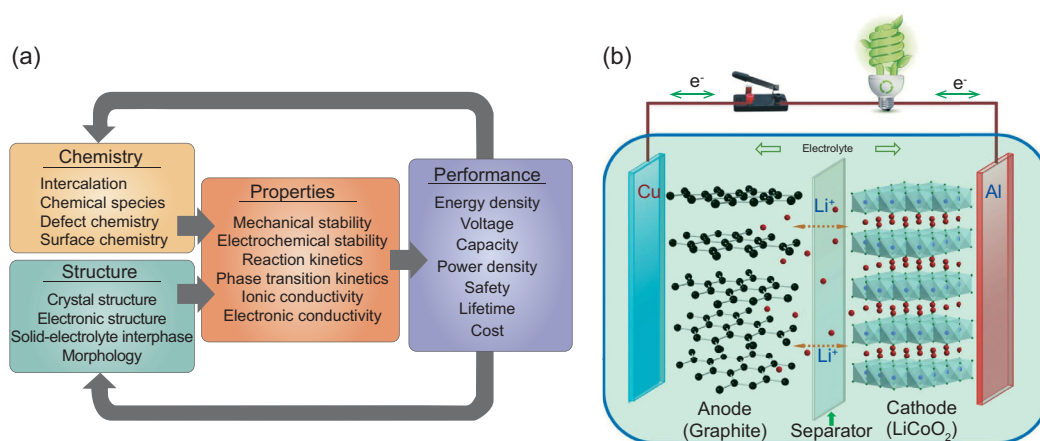 (a)
Chemistry
Intercalation
Chemical species
Defect chemistry
Surface chemistry
Structure
Crystal structure
Electronic structure
Solid-electrolyte interphase
Morphology
Properties
Mechanical stability
Electrochemical stability
Reaction kinetics
Phase transition kinetics
Ionic conductivity
Electronic conductivity
Performance
Energy density
Voltage
Capacity
Power density
Safety
Lifetime
Cost
(b)
e⁻
e⁻
Electrolyte
Cu
Li⁺
Al
Li⁺
Anode
(Graphite)
Separator
Cathode
(LiCoO₂)